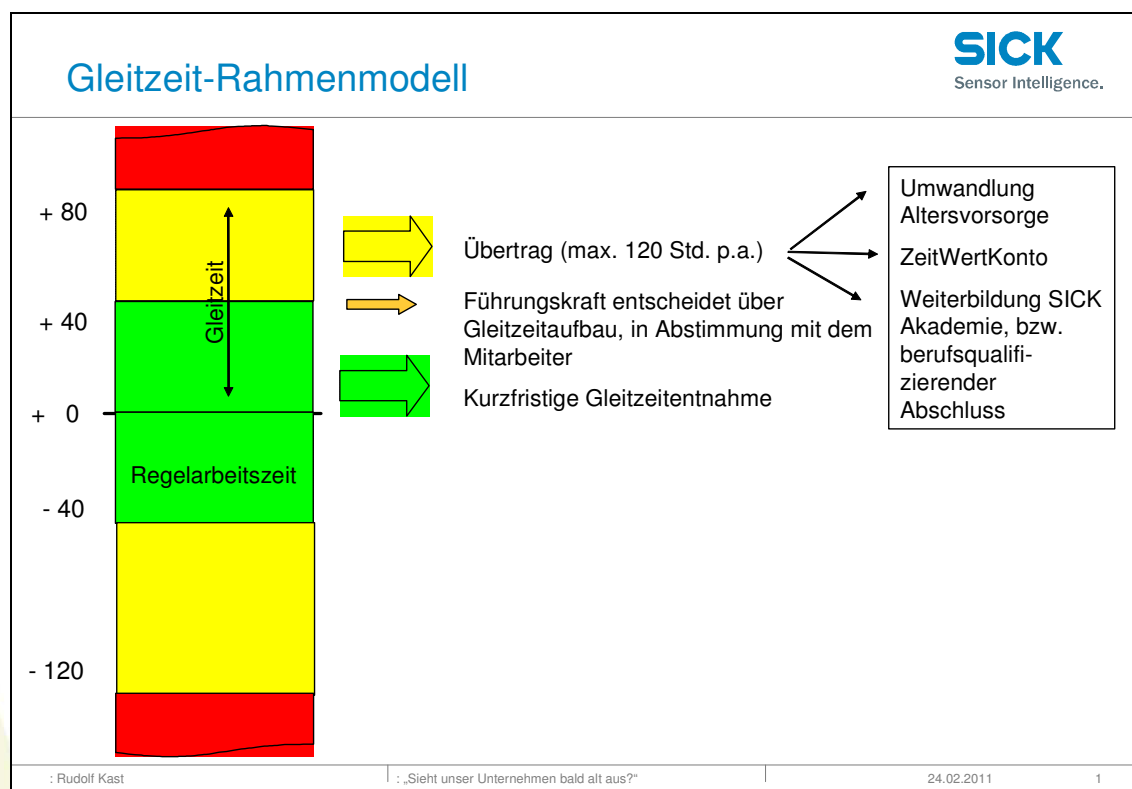 Gleitzeit-Rahmenmodell
SICK
Sensor Intelligence.
+ 80
+ 40
+ 0
- 40
- 120
Gleitzeit
Regelarbeitszeit
Übertrag (max. 120 Std. p.a.)
Führungskraft entscheidet über
Gleitzeitaufbau, in Abstimmung mit dem
Mitarbeiter
Kurzfristige Gleitzeitentnahme
Umwandlung
Altersvorsorge
ZeitWertKonto
Weiterbildung SICK
Akademie, bzw.
berufsqualifi-
zierender
Abschluss
: Rudolf Kast
: „Sieht unser Unternehmen bald alt aus?“
24.02.2011
1